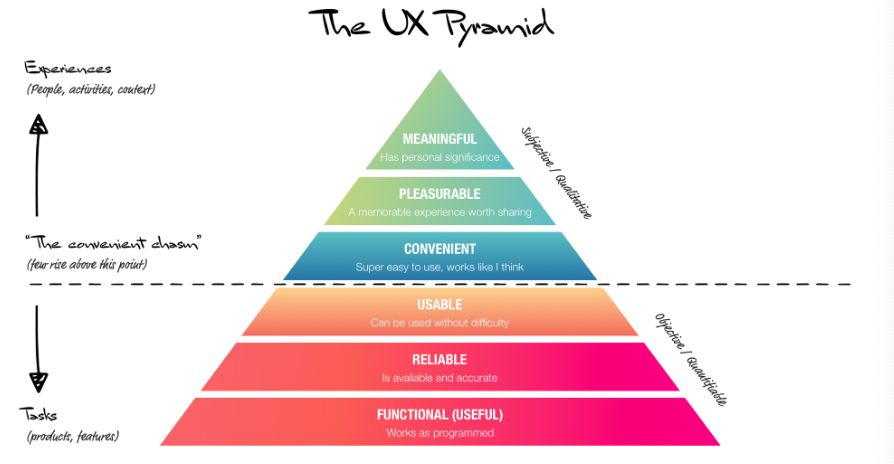 The UX Pyramid
Experiences
(People, activities, context)
MEANINGFUL
Has personal significance
Subjective / Qualitative
PLEASURABLE
A memorable experience worth sharing
"The convenient chasm"
(few rise above this point)
CONVENIENT
Super easy to use, works like I think
USABLE
Can be used without difficulty
Objective / Quantifiable
RELIABLE
Is available and accurate
Tasks
(products, features)
FUNCTIONAL (USEFUL)
Works as programmed